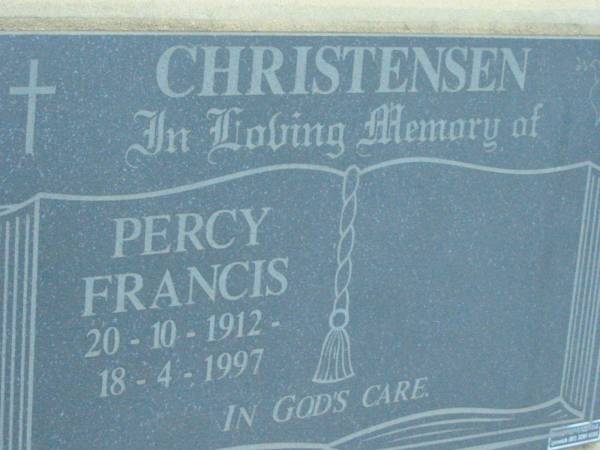 CHRISTENSEN
In Loving Memory of
PERCY
FRANCIS
20 - 10 - 1912 -
18 - 4 - 1997
IN GOD'S CARE.